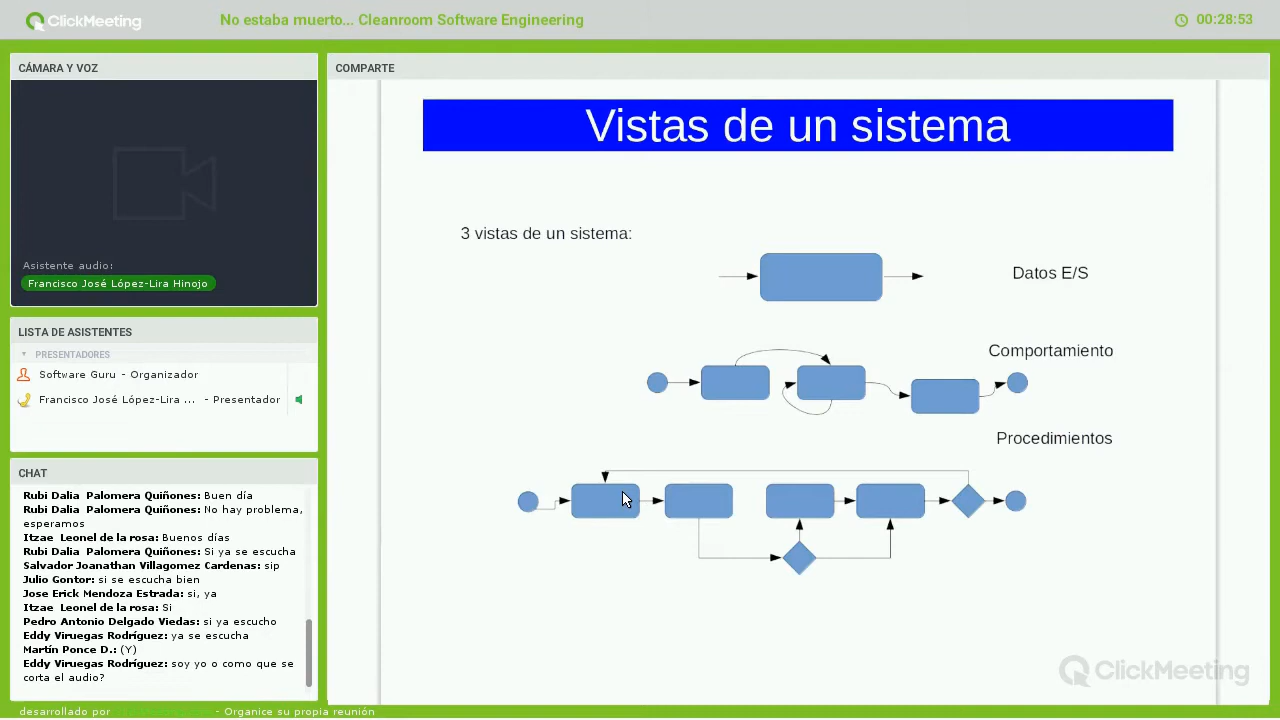 ClickMeeting
No estaba muerto... Cleanroom Software Engineering
00:28:53
CÁMARA Y VOZ
Asistente audio:
Francisco José López-Lira Hinojo
LISTA DE ASISTENTES
PRESENTADORES
Software Guru - Organizador
Francisco José López-Lira ... - Presentador
CHAT
Rubi Dalia Palomera Quiñones: Buen día
Rubi Dalia Palomera Quiñones: No hay problema,
esperamos
Itzae Leonel de la rosa: Buenos días
Rubi Dalia Palomera Quiñones: Si ya se escucha
Salvador Joanathan Villagomez Cardenas: sip
Julio Gontor: si se escucha bien
Jose Erick Mendoza Estrada: si, ya
Itzae Leonel de la rosa: Si
Pedro Antonio Delgado Viedas: si ya escucho
Eddy Viruegas Rodríguez: ya se escucha
Martín Ponce D.: (Y)
Eddy Viruegas Rodríguez: soy yo o como que se
corta el audio?
desarrollado por - Organice su propia reunión
COMPARTE
Vistas de un sistema
3 vistas de un sistema:
Datos E/S
Comportamiento
Procedimientos
ClickMeeting